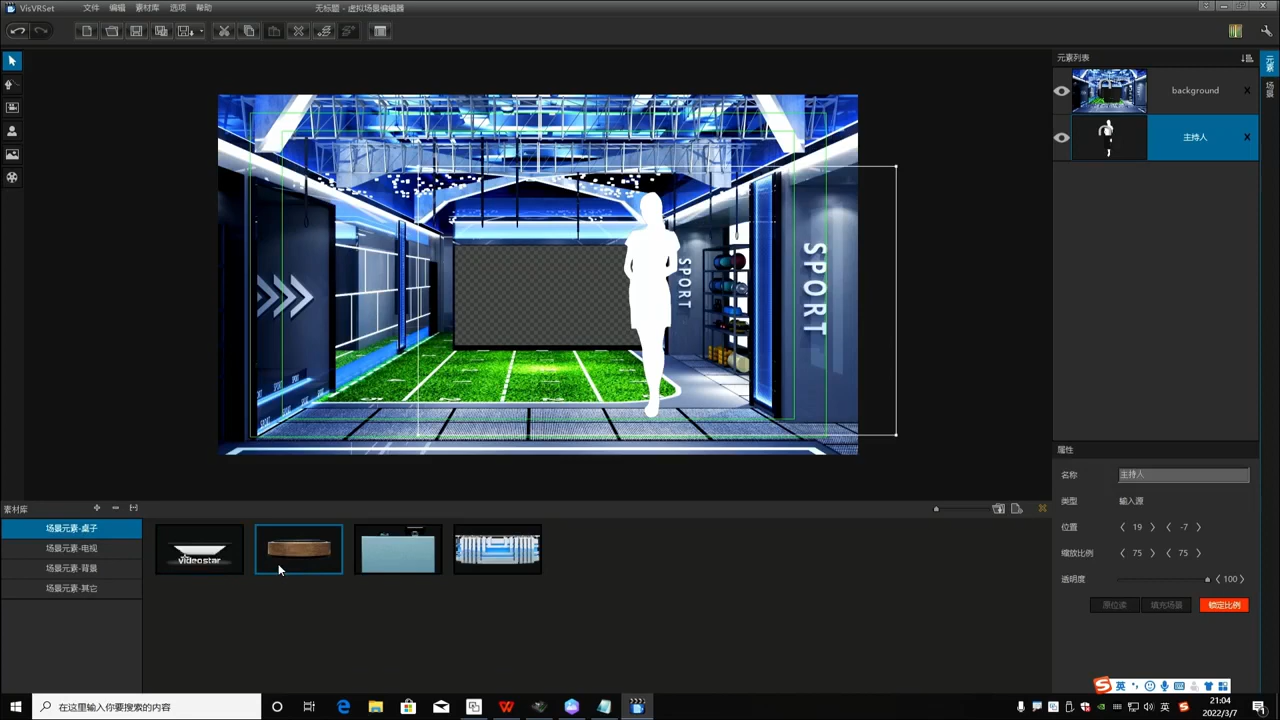 VisVRSet
文件
编辑
素材库
选项
帮助
无标题 - 虚拟场景编辑器
元素列表
元素
场景
background
X
主持人
X
SPORT
SPORT
属性
名称
主持人
类型
输入源
位置
19
-7
缩放比例
75
75
透明度
100
原位读
填充场景
锁定比例
素材库
场景元素-桌子
场景元素-电视
场景元素-背景
场景元素-其它
videostar
在这里输入你要搜索的内容
英
英
21:04
2022/3/7